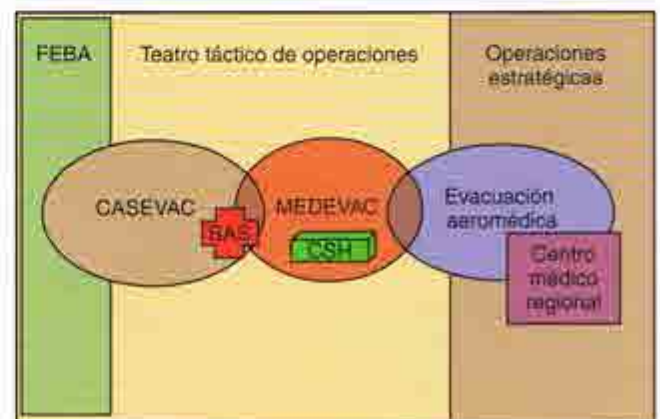 FEBA
Teatro táctico de operaciones
Operaciones
estratégicas
CASEVAC
BAS
MEDEVAC
CSH
Evacuación
aeromédica
Centro
médico
regional